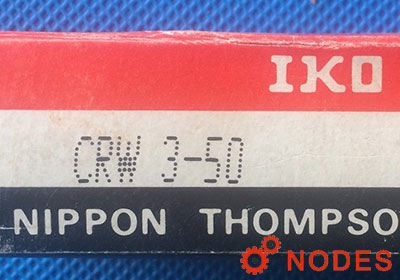 IKO
CRW 3-50
NIPPON THOMPSO
NODES